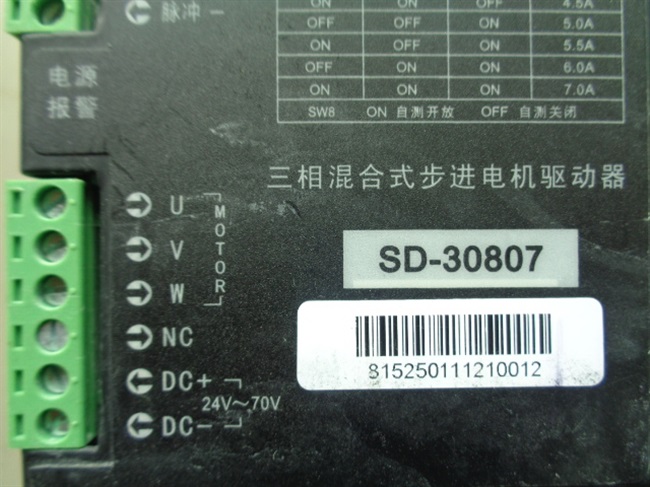 脉冲 -
ON ON ON 4.5A
OFF ON OFF 5.0A
ON ON OFF 5.5A
OFF OFF OFF 6.0A
ON ON ON 7.0A
SW8 ON 自测开放 OFF 自测关闭
电源
报警
三相混合式步进电机驱动器
U
V
W
MOTOR
NC
DC+
24V～70V
DC-
SD-30807
815250111210012